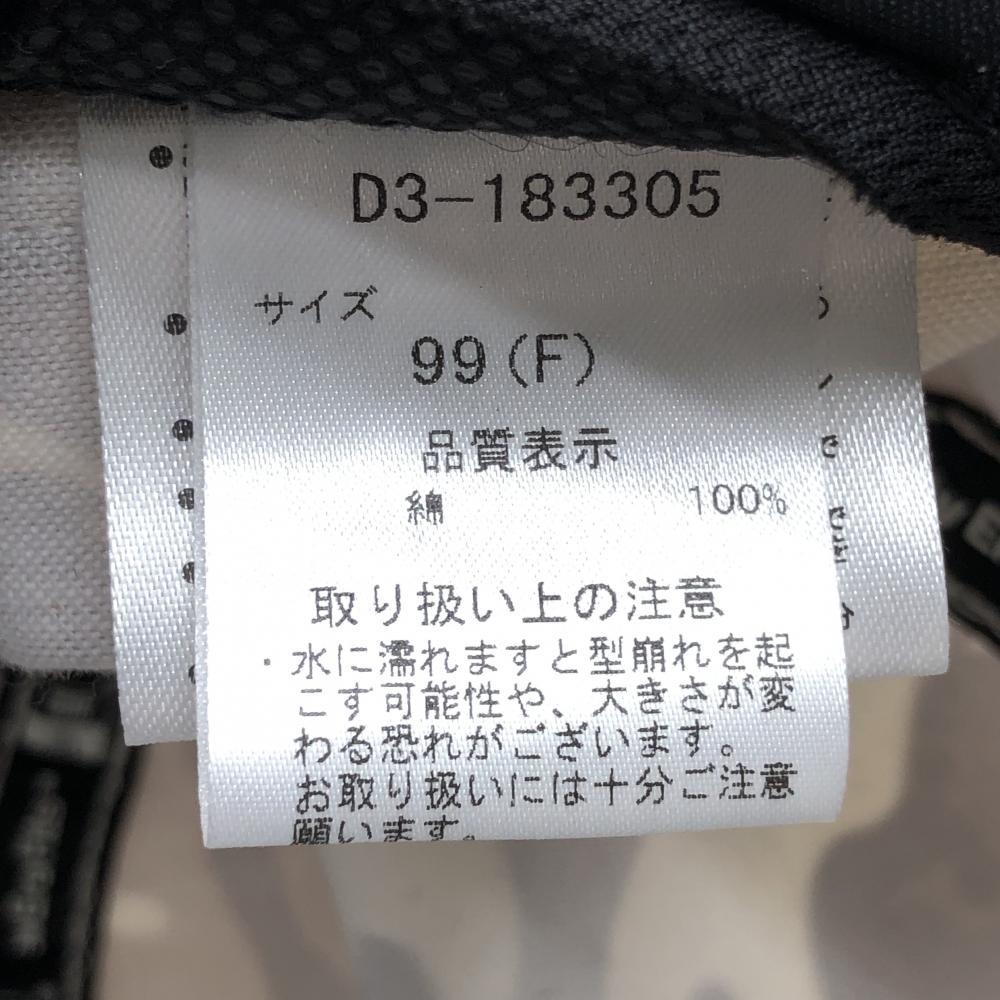 D3-183305
サイズ
99(F)
品質表示
綿 100%
取り扱い上の注意
・水に濡れますと型崩れを起
こす可能性や、大きさが変
わる恐れがございます。
お取り扱いには十分ご注意
願います。